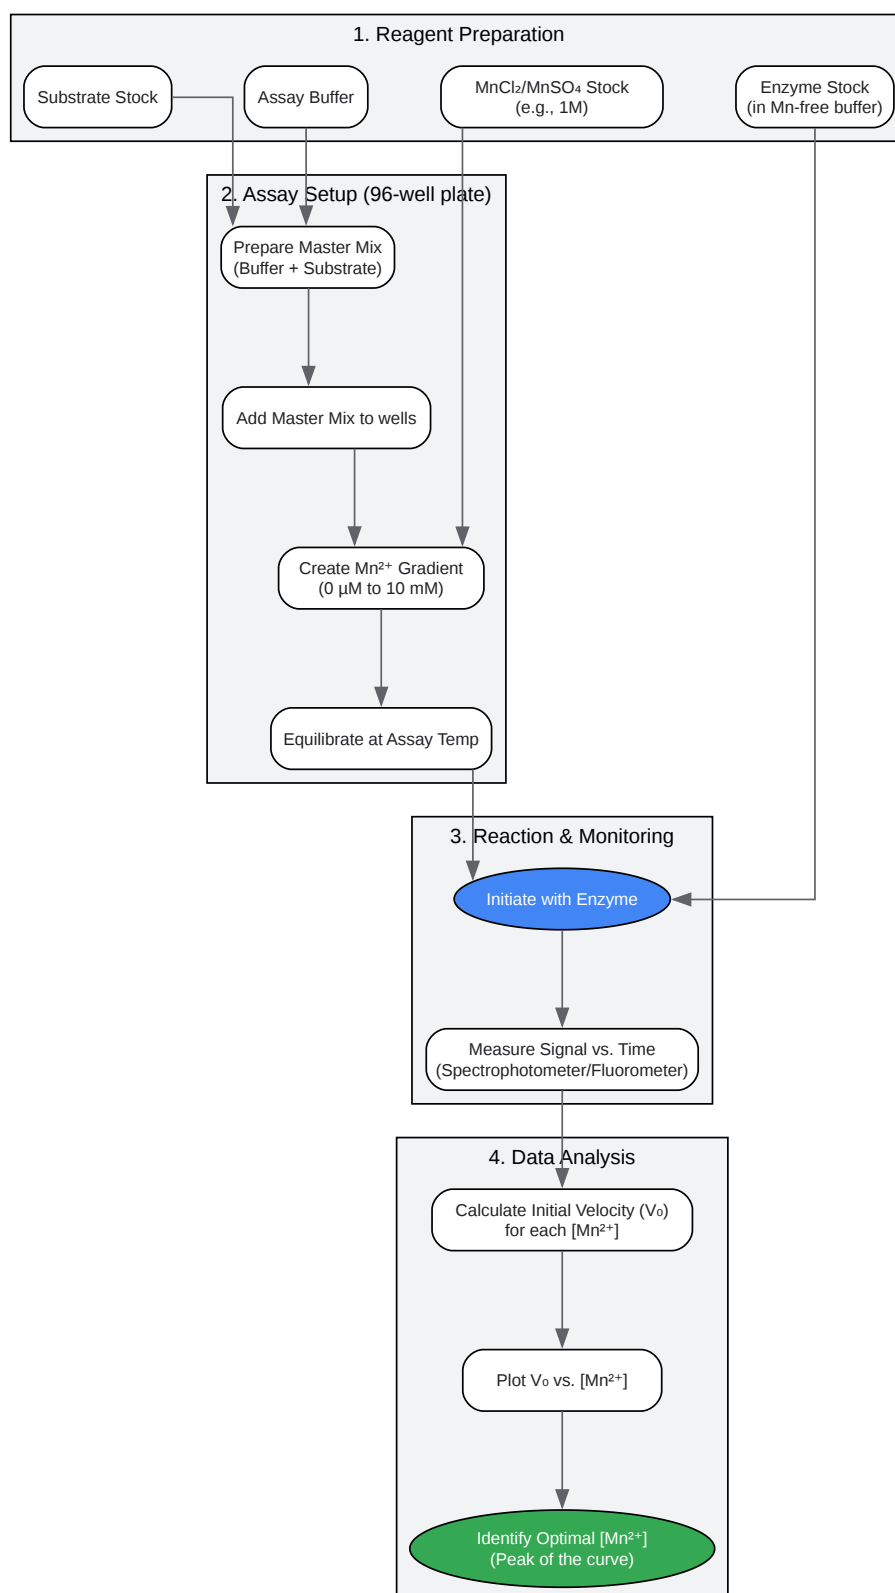 1. Reagent Preparation
Substrate Stock
Assay Buffer
MnCl₂/MnSO₄ Stock
(e.g., 1M)
Enzyme Stock
(in Mn-free buffer)
2. Assay Setup (96-well plate)
Prepare Master Mix
(Buffer + Substrate)
Add Master Mix to wells
Create Mn²⁺ Gradient
(0 µM to 10 mM)
Equilibrate at Assay Temp
3. Reaction & Monitoring
Initiate with Enzyme
Measure Signal vs. Time
(Spectrophotometer/Fluorometer)
4. Data Analysis
Calculate Initial Velocity (V₀)
for each [Mn²⁺]
Plot V₀ vs. [Mn²⁺]
Identify Optimal [Mn²⁺]
(Peak of the curve)